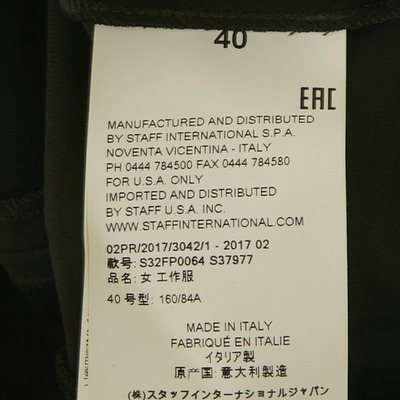 40
EAC
MANUFACTURED AND DISTRIBUTED
BY STAFF INTERNATIONAL S.P.A.
NOVENTA VICENTINA - ITALY
PH 0444 784500 FAX 0444 784580
FOR U.S.A. ONLY
IMPORTED AND DISTRIBUTED
BY STAFF U.S.A. INC.
WWW.STAFFINTERNATIONAL.COM
02PR/2017/3042/1 - 2017 02
款号: S32FP0064 S37977
品名: 女 工作服
40 号型: 160/84A
MADE IN ITALY
FABRIQUÉ EN ITALIE
イタリア製
原产国: 意大利製造
(株)スタッフインターナショナルジャパン